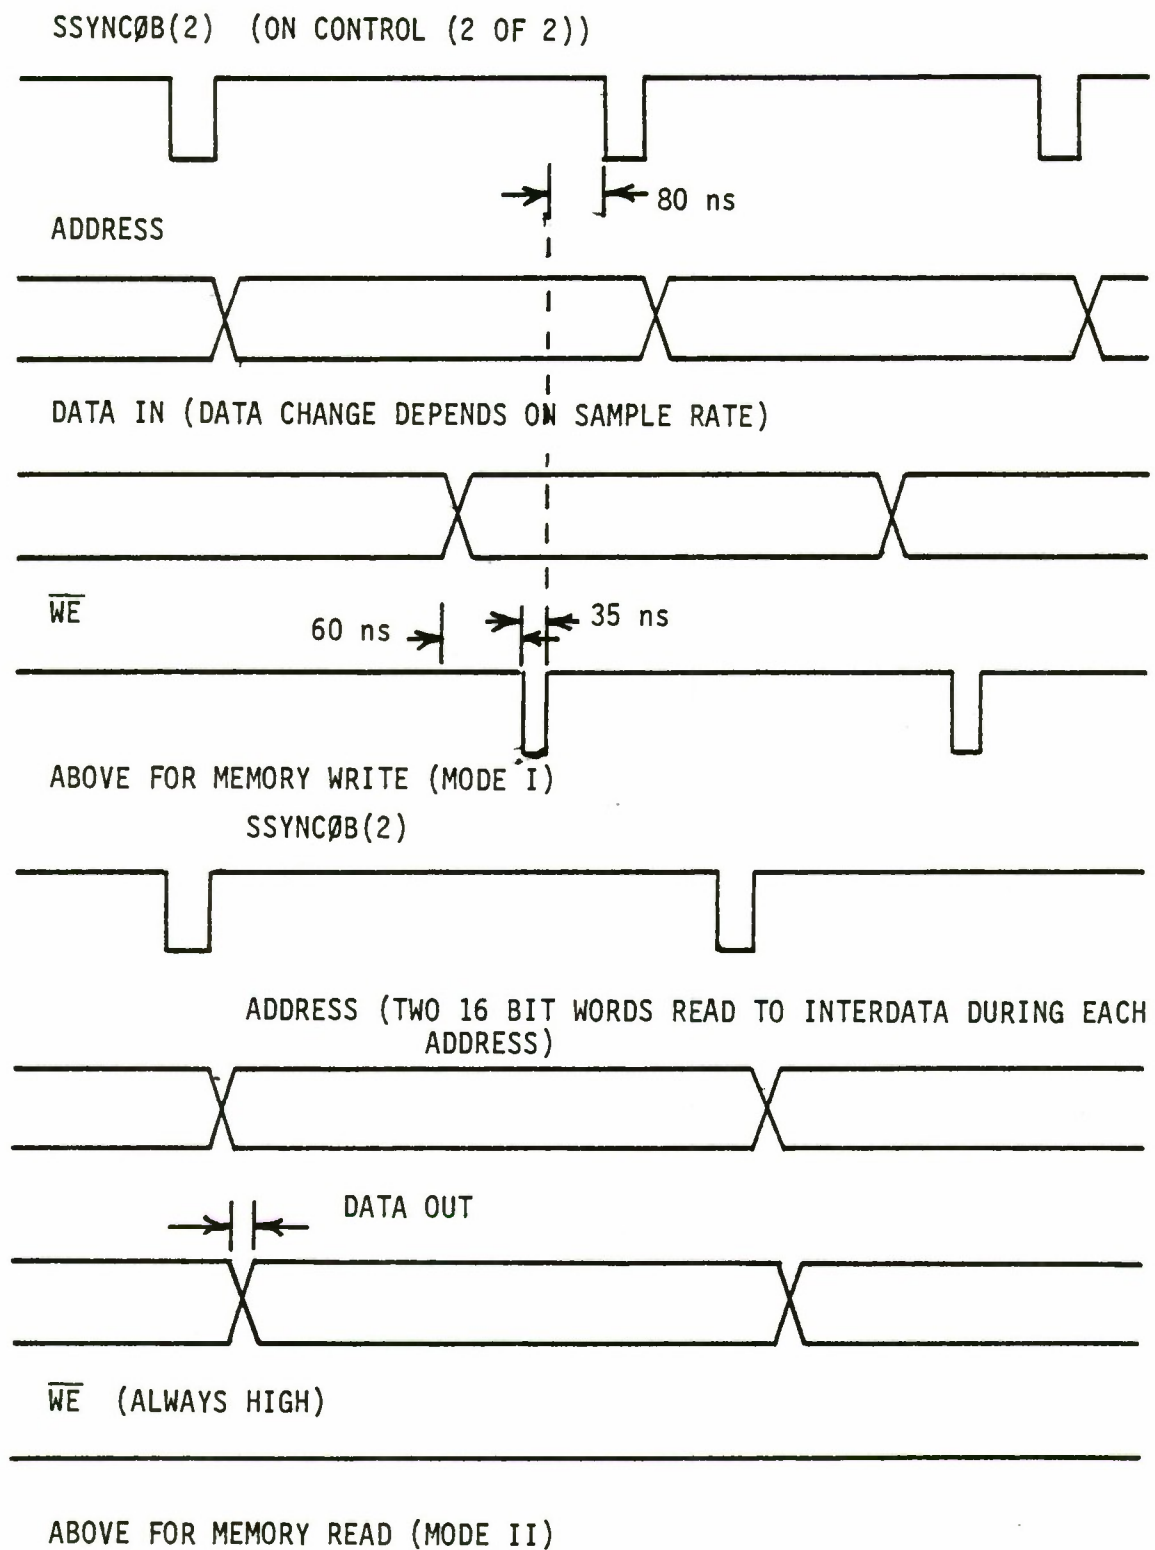 SSYNCØB(2) (ON CONTROL (2 OF 2))
80 ns
ADDRESS
DATA IN (DATA CHANGE DEPENDS ON SAMPLE RATE)
WE
60 ns
35 ns
ABOVE FOR MEMORY WRITE (MODE I)
SSYNCØB(2)
ADDRESS (TWO 16 BIT WORDS READ TO INTERDATA DURING EACH
ADDRESS)
DATA OUT
WE (ALWAYS HIGH)
ABOVE FOR MEMORY READ (MODE II)